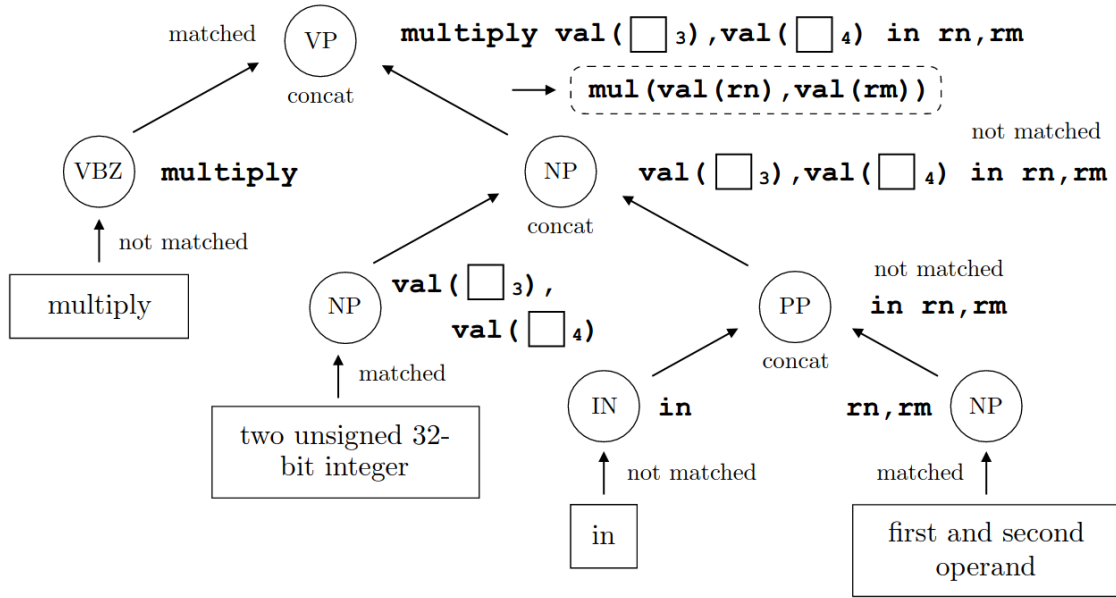 matched
VP
multiply val(□ 3),val(□ 4) in rn,rm
concat
mul(val(rn),val(rm))
not matched
VBZ
multiply
NP
val(□ 3),val(□ 4) in rn,rm
concat
not matched
multiply
NP
val(□ 3),
val(□ 4)
not matched
PP
in rn,rm
concat
matched
IN
in
rn,rm
NP
two unsigned 32-
bit integer
not matched
matched
in
first and second
operand